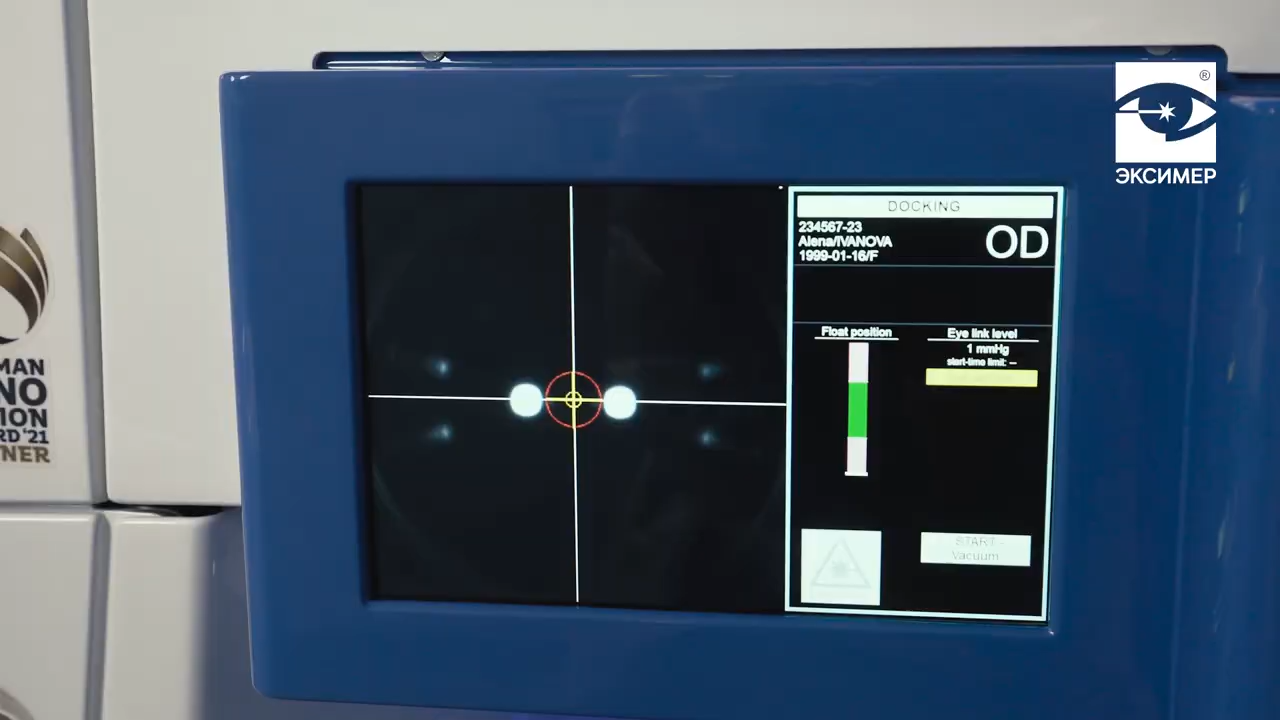 ®
ЭКСИМЕР
DOCKING
234567-23
Alena/IVANOVA
1999-01-16/F
OD
Float position
Eye link level
1 mmHg
start-time limit: --
START -
Vacuum
MAN
NO
ION
RD '21
NER